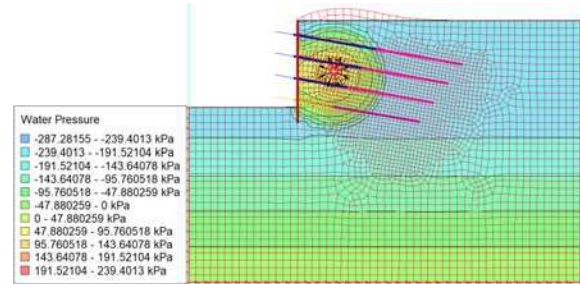 Water Pressure
-287.28155 - -239.4013 kPa
-239.4013 - -191.52104 kPa
-191.52104 - -143.64078 kPa
-143.64078 - -95.760518 kPa
-95.760518 - -47.880259 kPa
-47.880259 - 0 kPa
0 - 47.880259 kPa
47.880259 - 95.760518 kPa
95.760518 - 143.64078 kPa
143.64078 - 191.52104 kPa
191.52104 - 239.4013 kPa